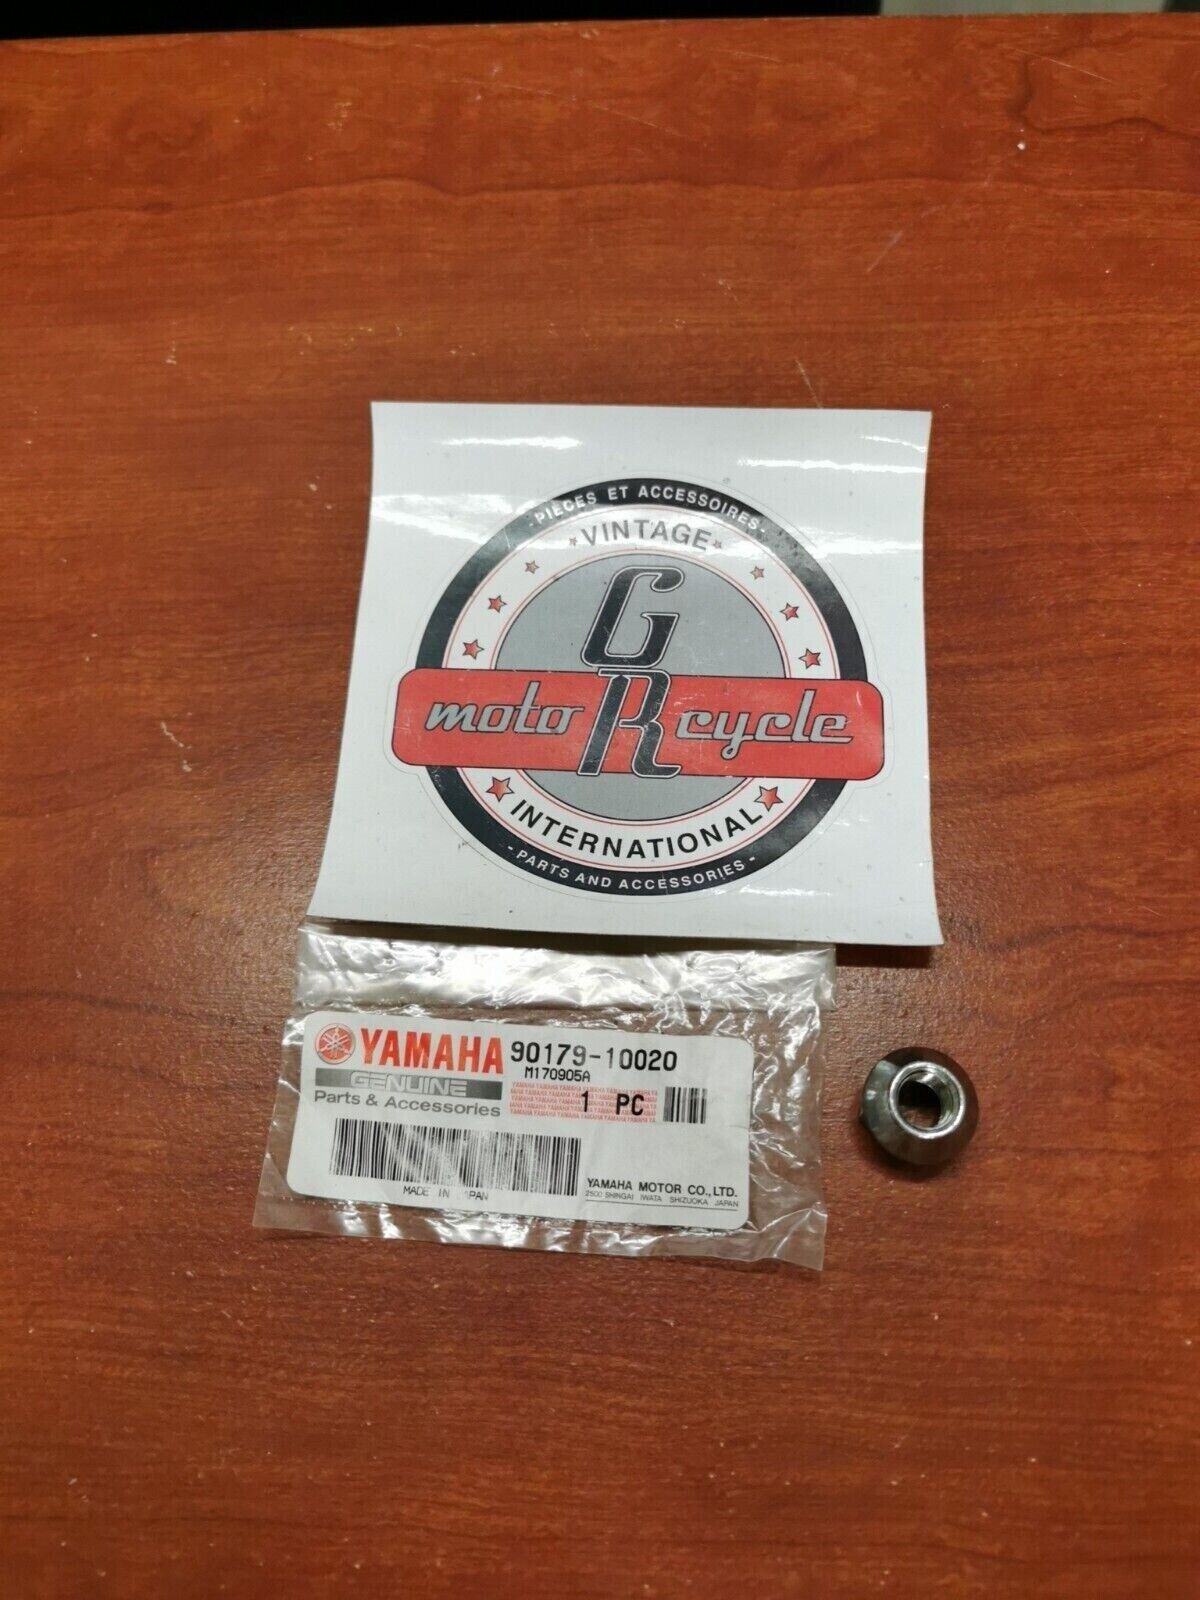 - PIÈCES ET ACCESSOIRES -
VINTAGE
G
moto R cycle
INTERNATIONAL
- PARTS AND ACCESSORIES -
YAMAHA 90179-10020
M170905A
GENUINE
Parts & Accessories
1 PC
MADE IN JAPAN
YAMAHA MOTOR CO.,LTD.
2500 SHINGAI IWATA SHIZUOKA JAPAN